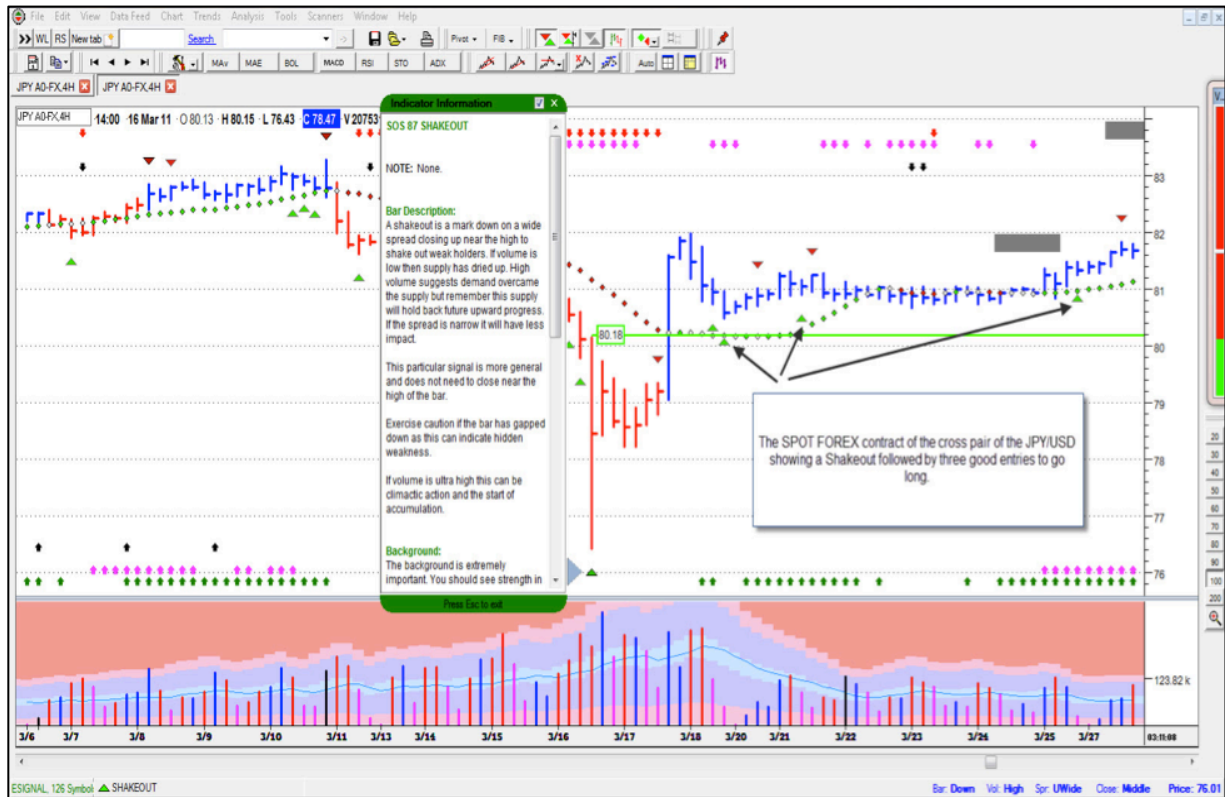 File Edit View Data Feed Chart Trends Analysis Tools Scanners Window Help
WL RS New tab Search Pivot FIB
MAv MAE BOL MACD RSI STO ADX Auto
JPY A0-FX,4H JPY A0-FX,4H
JPY A0-FX,4H 14:00 16 Mar 11 O 80.13 H 80.15 L 76.43 C 78.47 V 20753
Indicator Information
SOS 87 SHAKEOUT
NOTE: None.
Bar Description:
A shakeout is a mark down on a wide
spread closing up near the high to
shake out weak holders. If volume is
low then supply has dried up. High
volume suggests demand overcame
the supply but remember this supply
will hold back future upward progress.
If the spread is narrow it will have less
impact.
This particular signal is more general
and does not need to close near the
high of the bar.
Exercise caution if the bar has gapped
down as this can indicate hidden
weakness.
If volume is ultra high this can be
climactic action and the start of
accumulation.
Background:
The background is extremely
important. You should see strength in
Press Esc to exit
80.18
The SPOT FOREX contract of the cross pair of the JPY/USD
showing a Shakeout followed by three good entries to go
long.
83
82
81
80
79
78
77
76
123.82 k
V...
20
30
40
50
60
70
80
90
100
200
3/6 3/7 3/8 3/9 3/10 3/11 3/13 3/14 3/15 3/16 3/17 3/18 3/20 3/21 3/22 3/23 3/24 3/25 3/27 03:11:08
ESIGNAL, 126 Symbol SHAKEOUT Bar: Down Vol: High Spr: UWide Close: Middle Price: 76.01